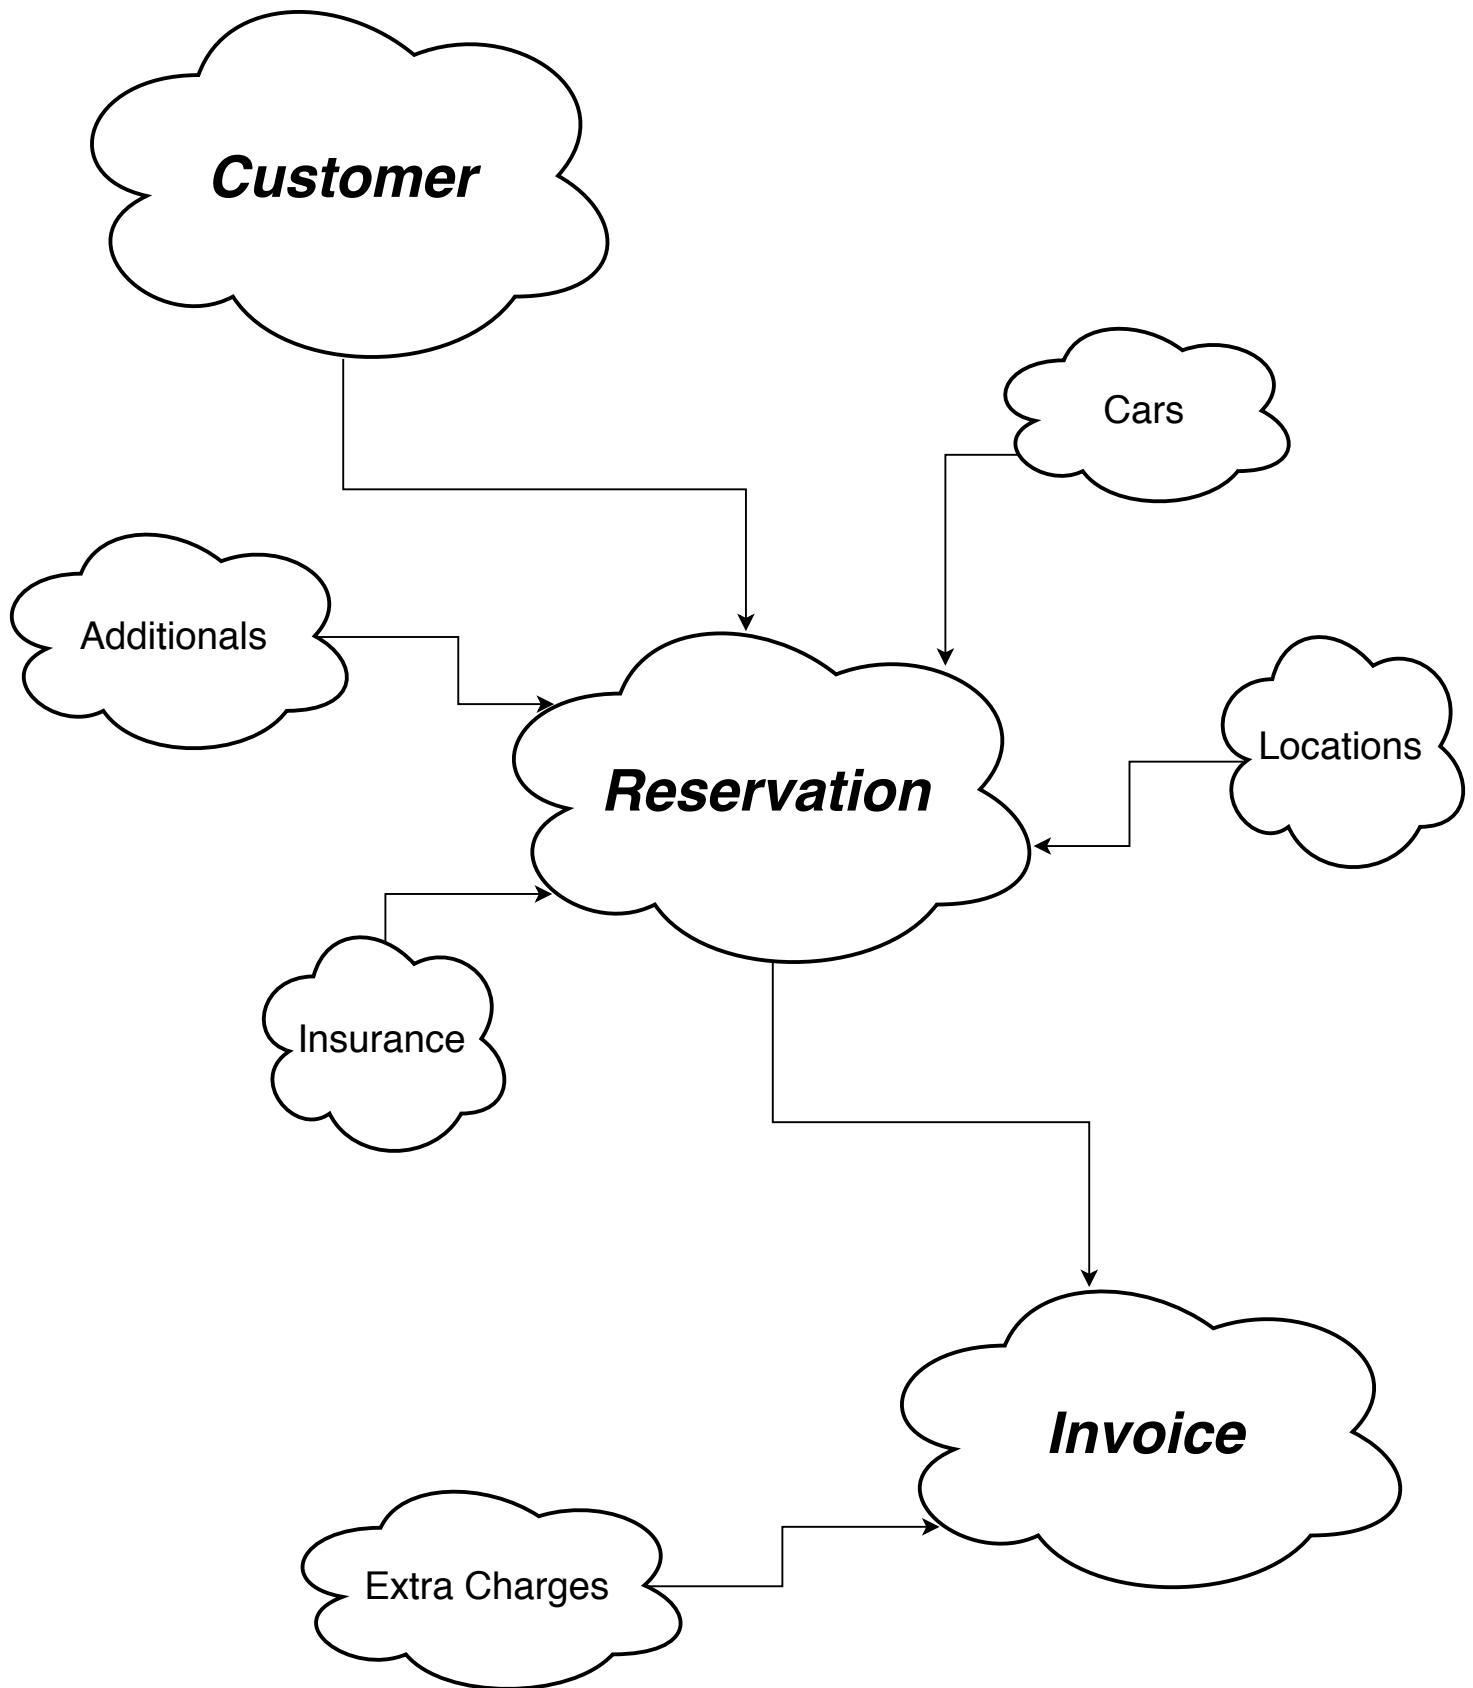 Customer
Cars
Additionals
Locations
Reservation
Insurance
Invoice
Extra Charges